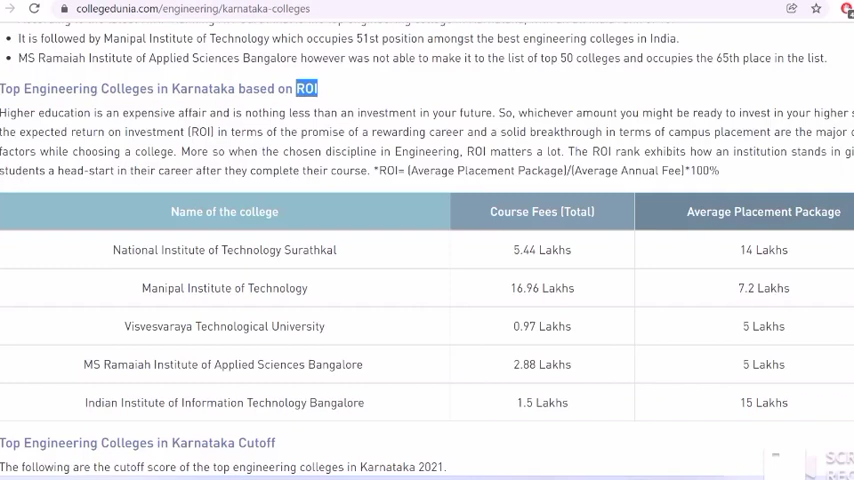 collegedunia.com/engineering/karnataka-colleges
• It is followed by Manipal Institute of Technology which occupies 51st position amongst the best engineering colleges in India.
• MS Ramaiah Institute of Applied Sciences Bangalore however was not able to make it to the list of top 50 colleges and occupies the 65th place in the list.
Top Engineering Colleges in Karnataka based on ROI
Higher education is an expensive affair and is nothing less than an investment in your future. So, whichever amount you might be ready to invest in your higher
the expected return on investment (ROI) in terms of the promise of a rewarding career and a solid breakthrough in terms of campus placement are the major
factors while choosing a college. More so when the chosen discipline in Engineering, ROI matters a lot. The ROI rank exhibits how an institution stands in
students a head-start in their career after they complete their course. *ROI= (Average Placement Package)/(Average Annual Fee)*100%
Name of the college Course Fees (Total) Average Placement Package
National Institute of Technology Surathkal 5.44 Lakhs 14 Lakhs
Manipal Institute of Technology 16.96 Lakhs 7.2 Lakhs
Visvesvaraya Technological University 0.97 Lakhs 5 Lakhs
MS Ramaiah Institute of Applied Sciences Bangalore 2.88 Lakhs 5 Lakhs
Indian Institute of Information Technology Bangalore 1.5 Lakhs 15 Lakhs
Top Engineering Colleges in Karnataka Cutoff
The following are the cutoff score of the top engineering colleges in Karnataka 2021.